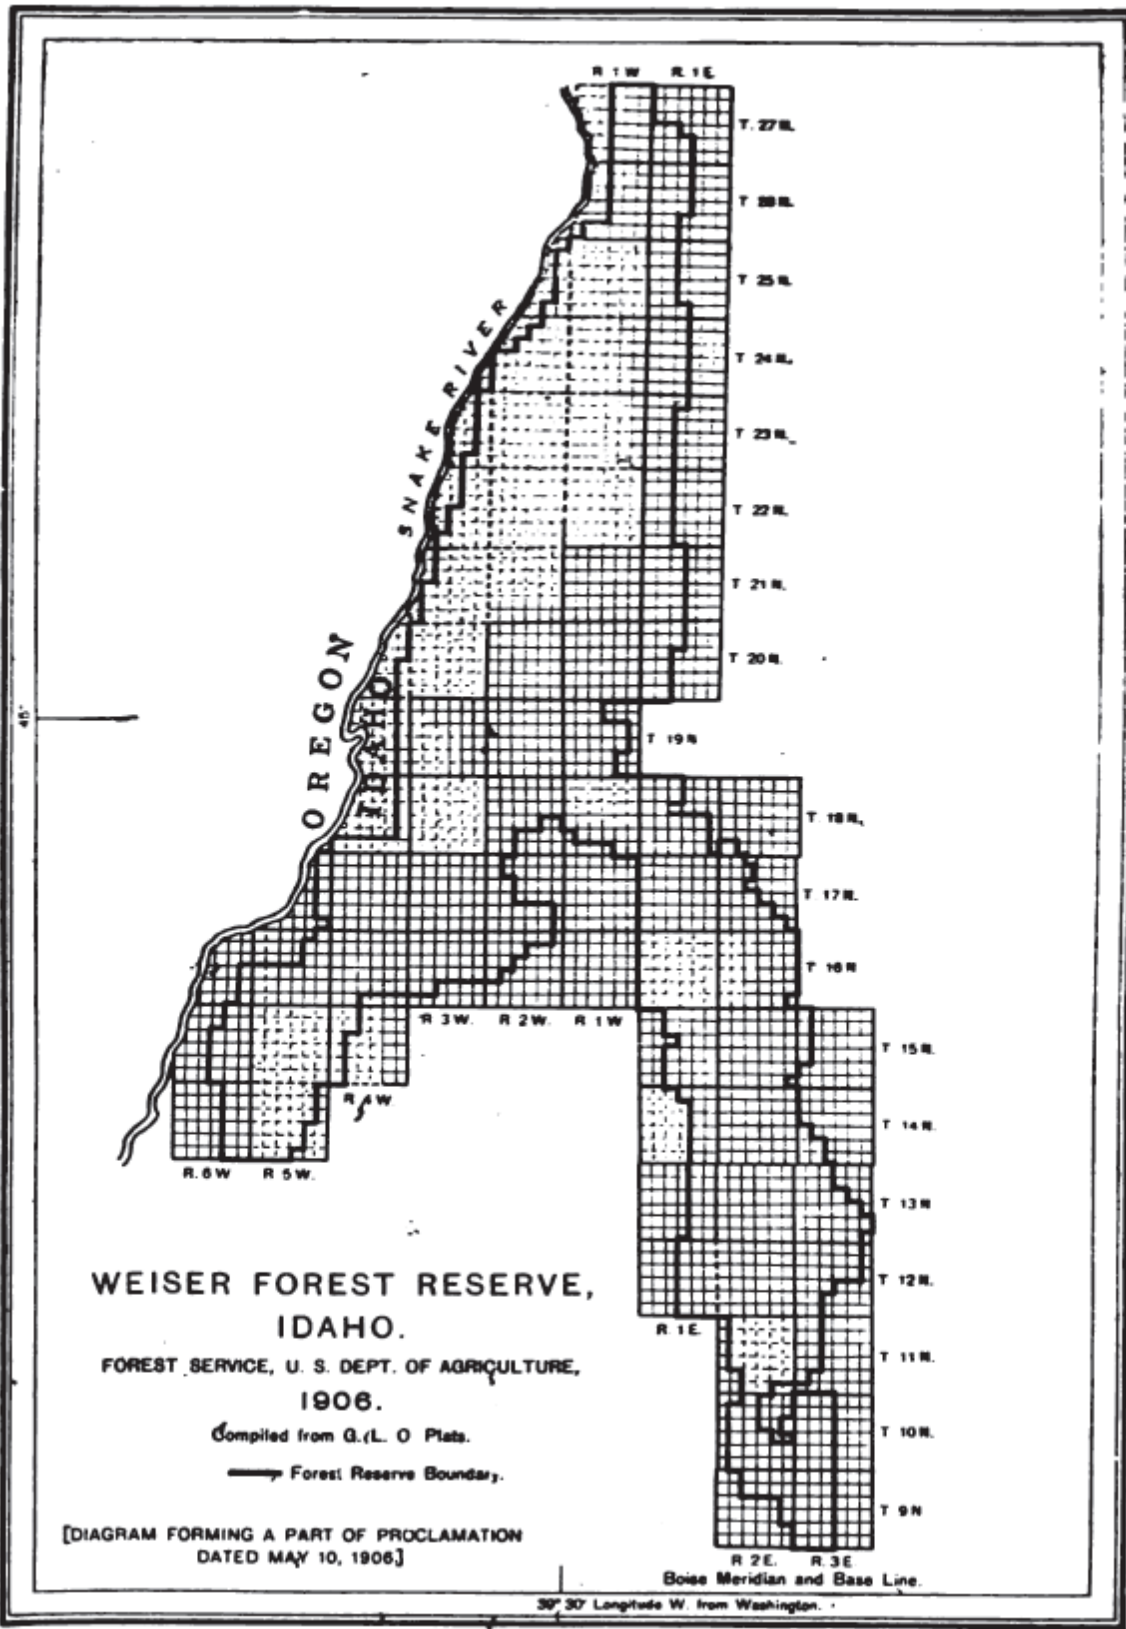 R 1 W R. 1 E.
T. 27 N.
T 26 N.
T 25 N.
T 24 N.
T 23 N.
T 22 N.
T 21 N.
T 20 N.
T 19 N
T. 18 N.
T. 17 N.
T 16 N
T 15 N.
T 14 N.
T 13 N
T 12 N.
T 11 N.
T 10 N.
T 9 N
SNAKE RIVER
OREGON
IDAHO
45°
R 3 W. R 2 W. R 1 W
R 4 W.
R. 6 W R 5 W.
R. 1 E.
R 2 E. R. 3 E.
WEISER FOREST RESERVE,
IDAHO.
FOREST SERVICE, U. S. DEPT. OF AGRICULTURE,
1906.
Compiled from G. L. O Plats.
Forest Reserve Boundary.
[DIAGRAM FORMING A PART OF PROCLAMATION
DATED MAY 10, 1906]
Boise Meridian and Base Line.
39° 30' Longitude W. from Washington.